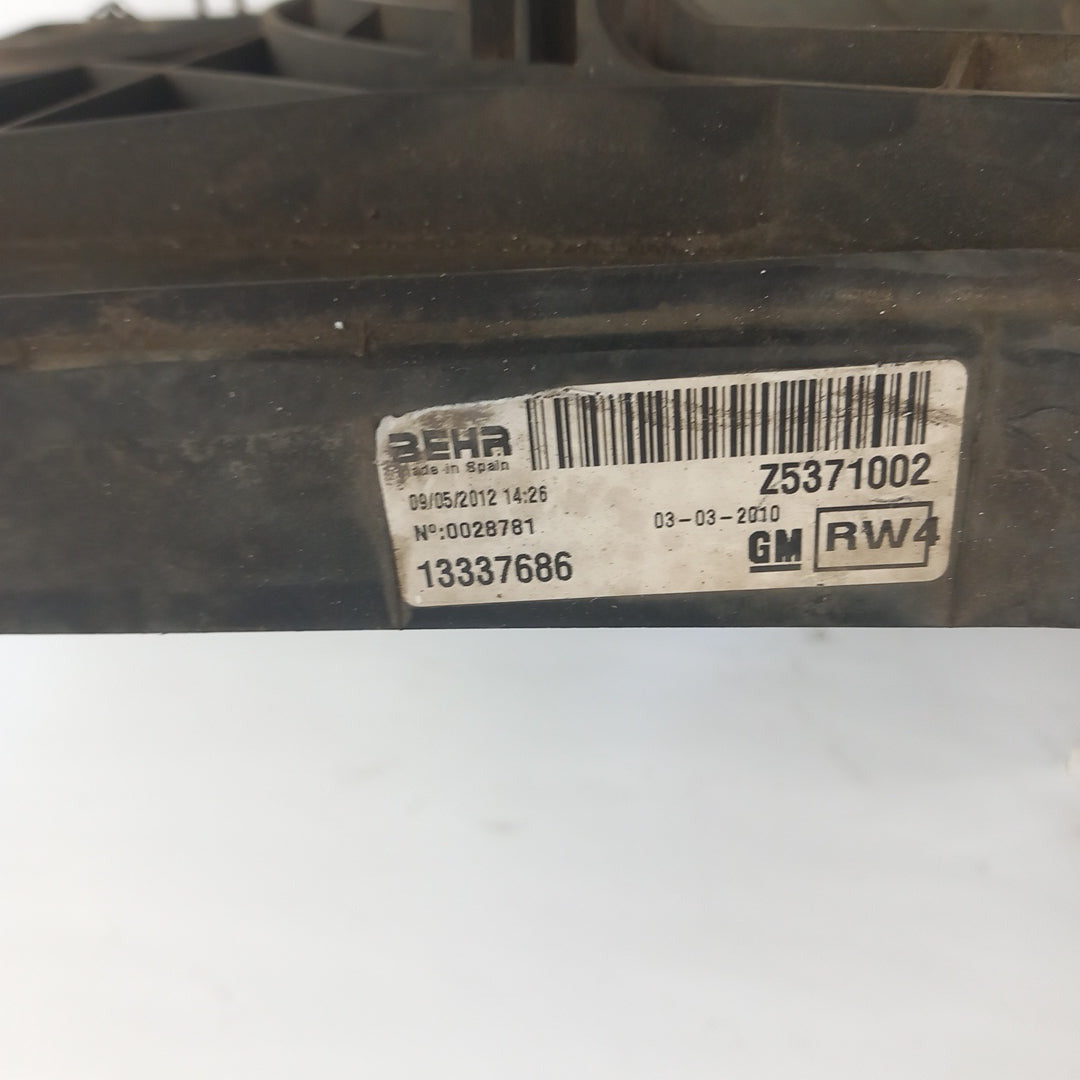 BEHR
Made in Spain
Z5371002
09/05/2012 14:26
03-03-2010
Nº:0028781
GM
RW4
13337686